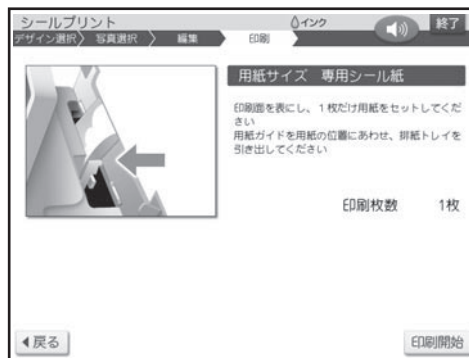 シールプリント
インク
終了
デザイン選択 写真選択 編集 印刷
用紙サイズ 専用シール紙
印刷面を表にし、1枚だけ用紙をセットしてくだ
さい
用紙ガイドを用紙の位置にあわせ、排紙トレイを
引き出してください
印刷枚数 1枚
戻る
印刷開始